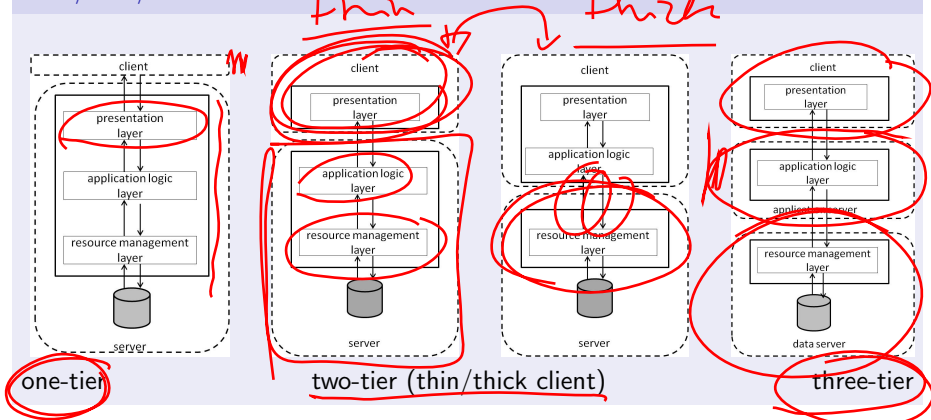 thin
thick
client
presentation
layer
application logic
layer
resource management
layer
server
client
presentation
layer
application logic
layer
resource management
layer
server
client
presentation
layer
application logic
layer
resource management
layer
server
client
presentation
layer
application logic
layer
application server
resource management
layer
data server
one-tier
two-tier (thin/thick client)
three-tier